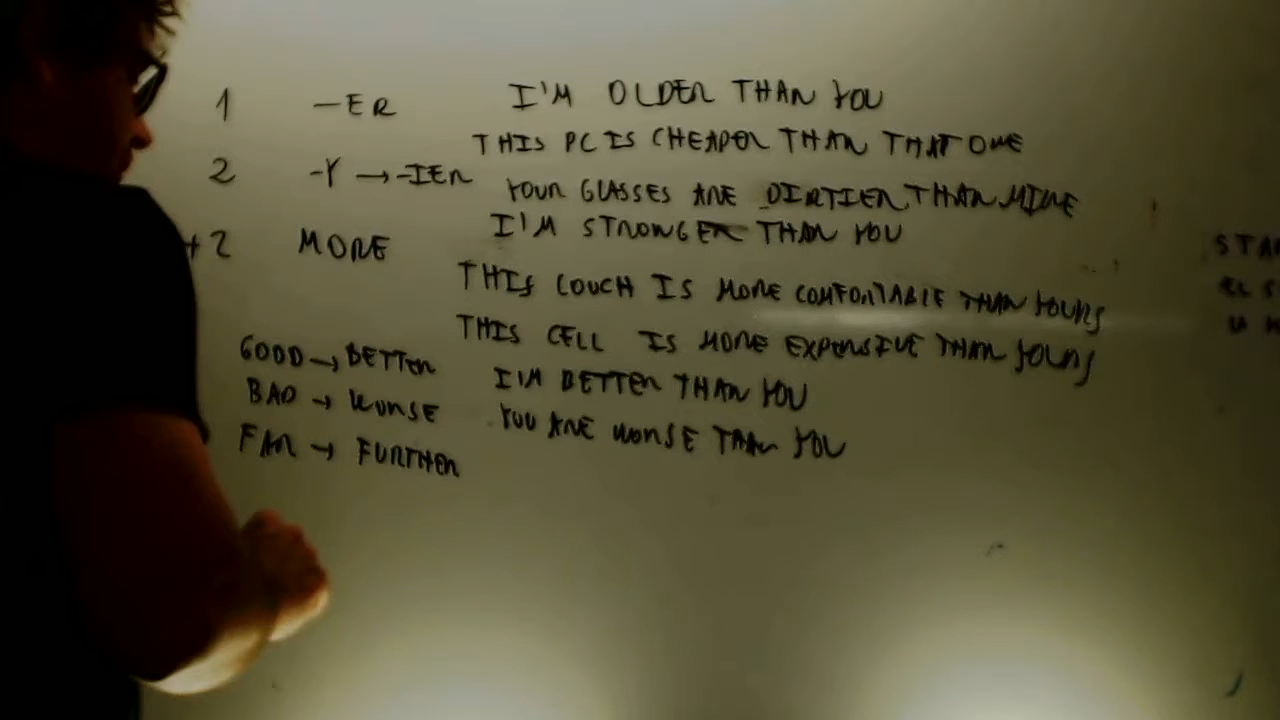 1 -ER I'M OLDER THAN YOU
THIS PC IS CHEAPER THAN THAT ONE
2 -Y → -IER YOUR GLASSES ARE DIRTIER THAN MINE
I'M STRONGER THAN YOU
+2 MORE
THIS COUCH IS MORE COMFORTABLE THAN YOURS
THIS CELL IS MORE EXPENSIVE THAN YOURS
GOOD → BETTER I'M BETTER THAN YOU
BAD → WORSE YOU ARE WORSE THAN YOU
FAR → FURTHER